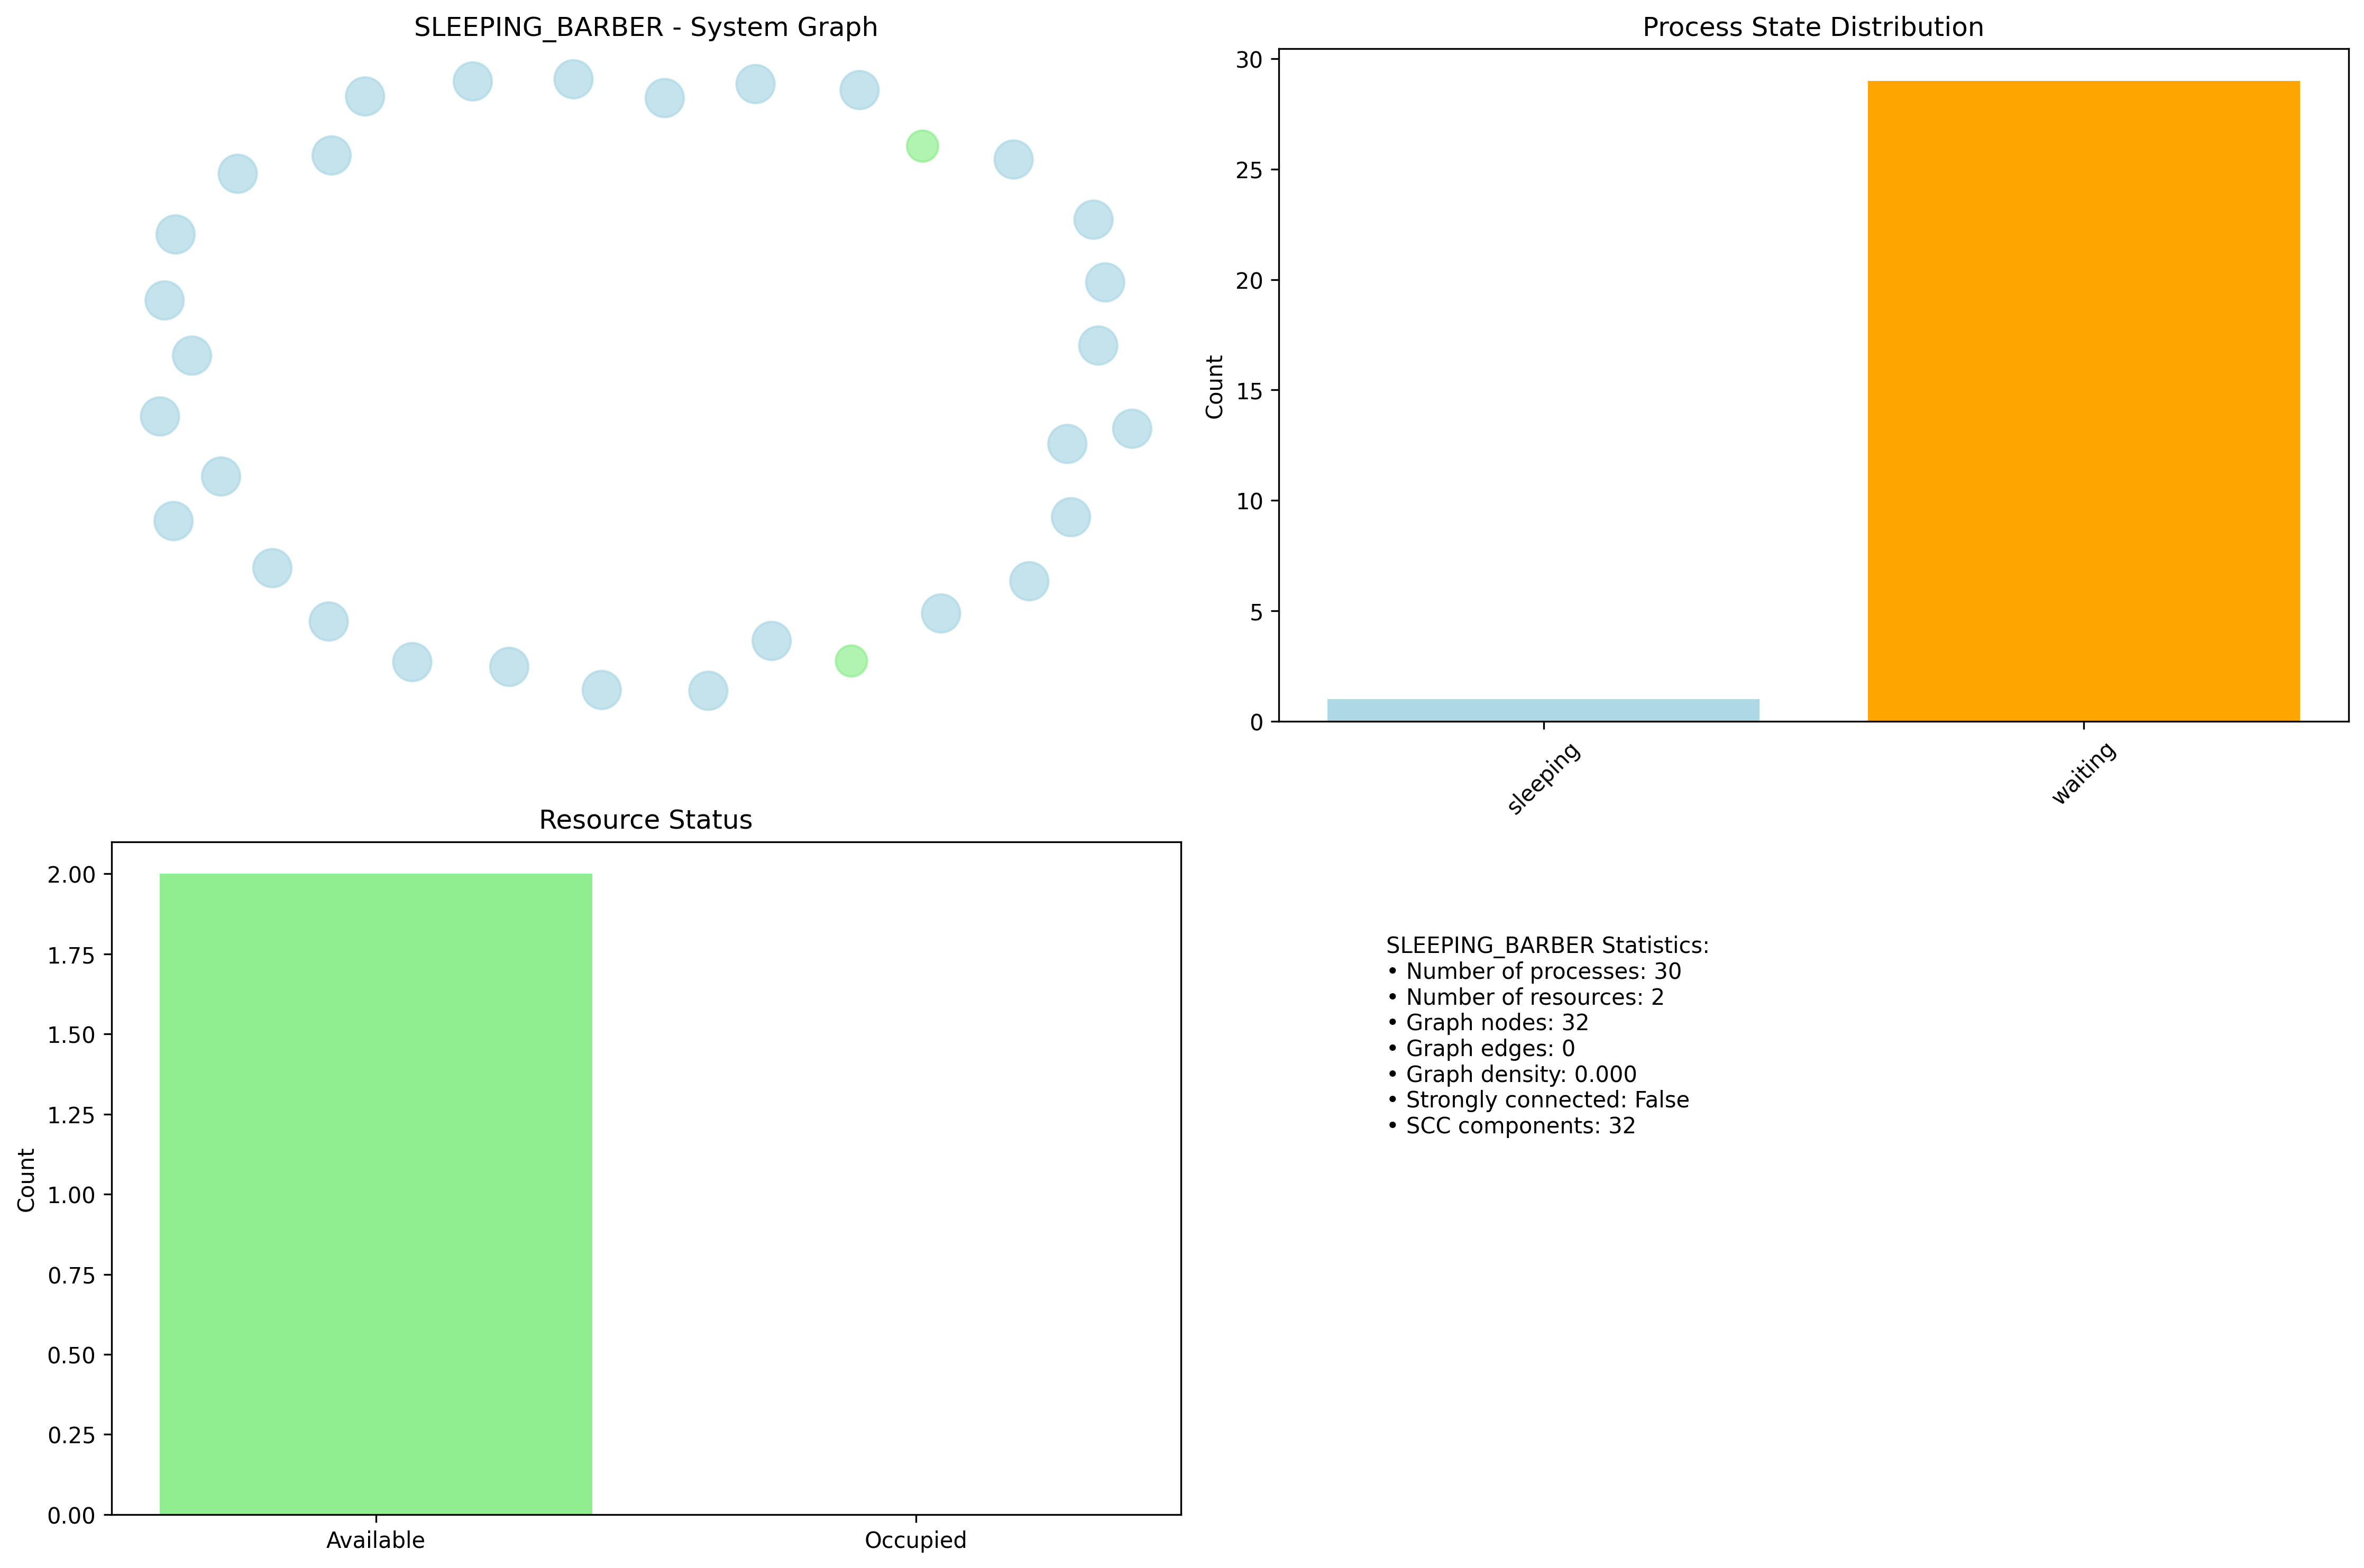 SLEEPING_BARBER - System Graph
Process State Distribution
30
25
20
15
10
5
0
Count
sleeping
waiting
Resource Status
2.00
1.75
1.50
1.25
1.00
0.75
0.50
0.25
0.00
Count
Available
Occupied
SLEEPING_BARBER Statistics:
• Number of processes: 30
• Number of resources: 2
• Graph nodes: 32
• Graph edges: 0
• Graph density: 0.000
• Strongly connected: False
• SCC components: 32